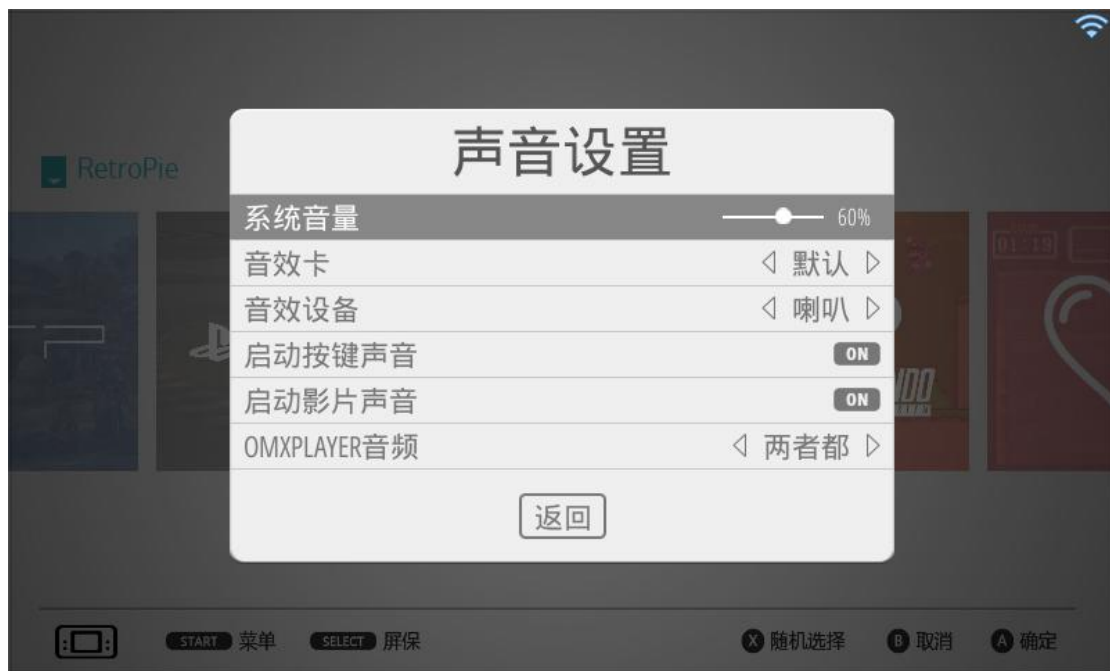 声音设置
RetroPie
系统音量 60%
音效卡 默认
音效设备 喇叭
启动按键声音 ON
启动影片声音 ON
OMXPLAYER音频 两者都
返回
01:19
START 菜单 SELECT 屏保 X 随机选择 B 取消 A 确定